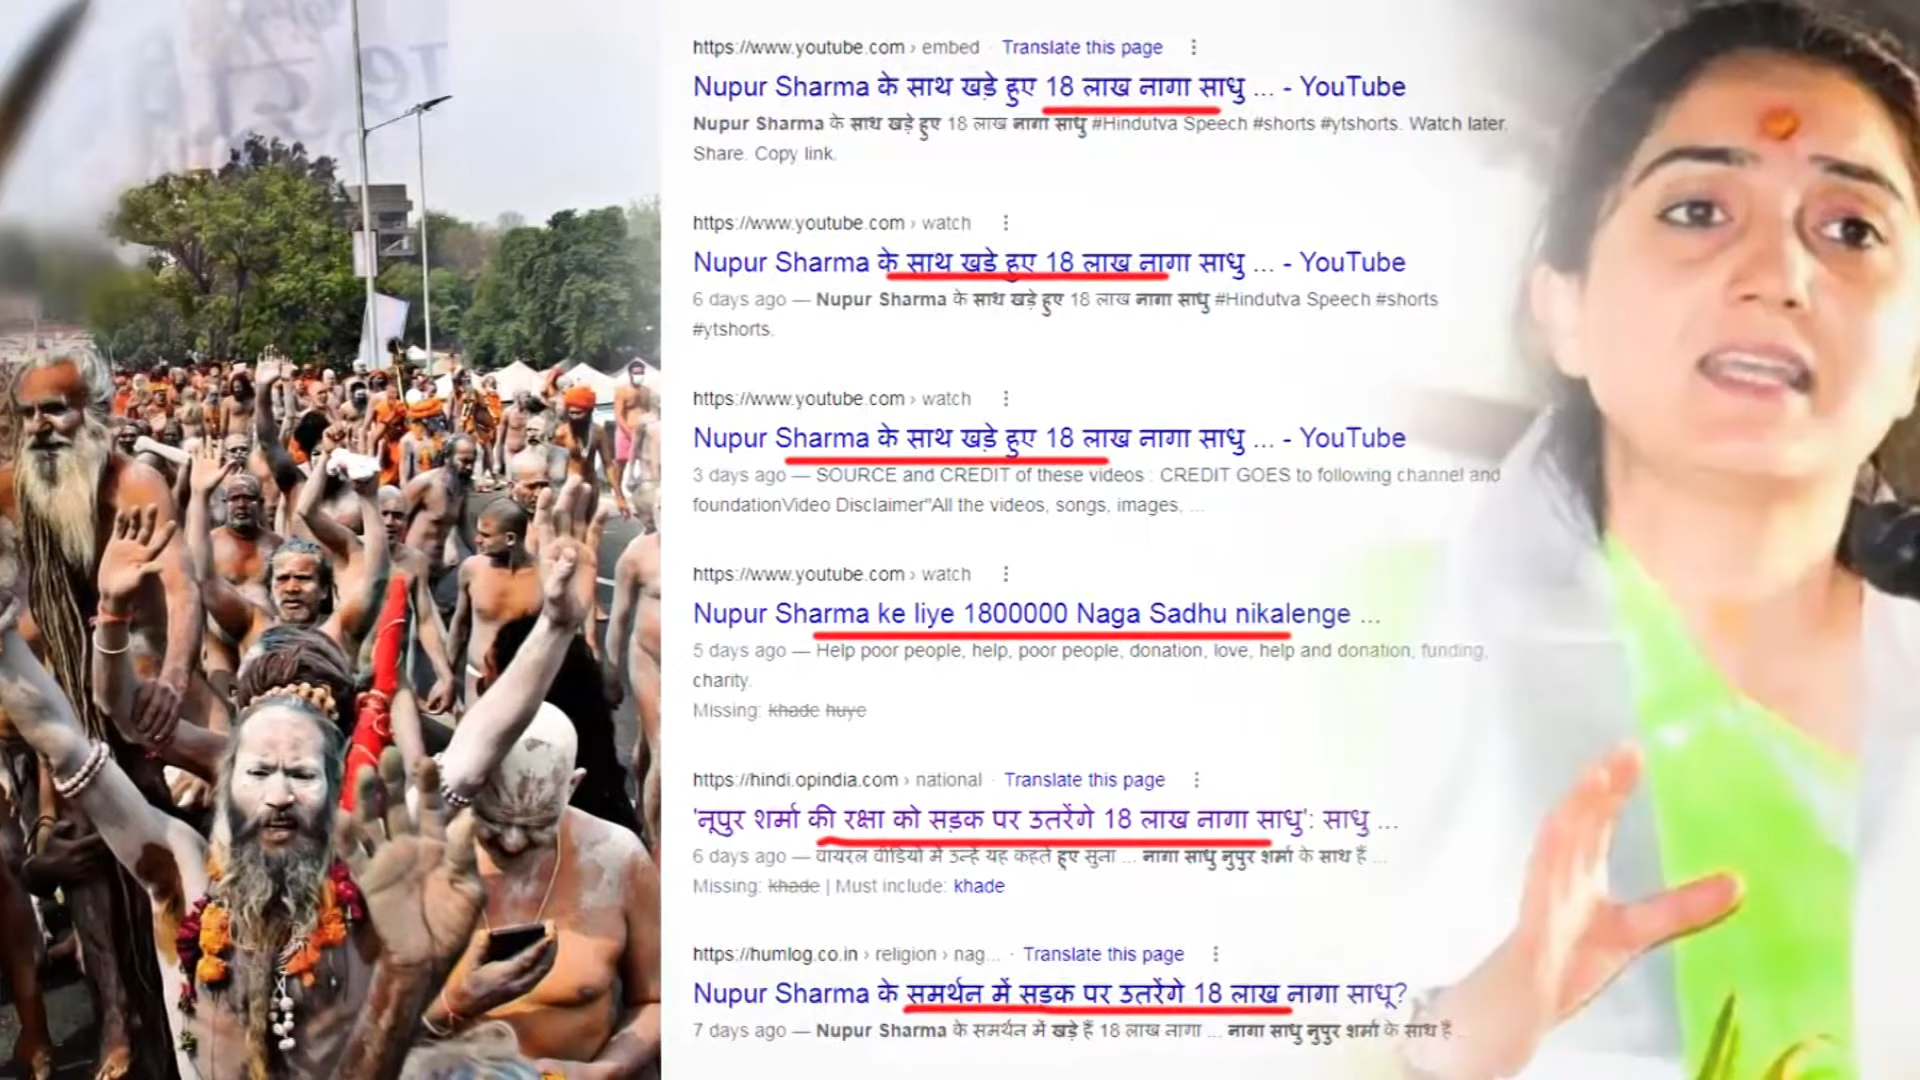 https://www.youtube.com › embed · Translate this page
Nupur Sharma के साथ खड़े हुए 18 लाख नागा साधु ... - YouTube
Nupur Sharma के साथ खड़े हुए 18 लाख नागा साधु #Hindutva Speech #shorts #ytshorts. Watch later.
Share. Copy link.
https://www.youtube.com › watch
Nupur Sharma के साथ खड़े हुए 18 लाख नागा साधु ... - YouTube
6 days ago — Nupur Sharma के साथ खड़े हुए 18 लाख नागा साधु #Hindutva Speech #shorts
#ytshorts.
https://www.youtube.com › watch
Nupur Sharma के साथ खड़े हुए 18 लाख नागा साधु ... - YouTube
3 days ago — SOURCE and CREDIT of these videos : CREDIT GOES to following channel and
foundationVideo Disclaimer"All the videos, songs, images, ...
https://www.youtube.com › watch
Nupur Sharma ke liye 1800000 Naga Sadhu nikalenge ...
5 days ago — Help poor people, help, poor people, donation, love, help and donation, funding,
charity.
Missing: khade huye
https://hindi.opindia.com › national · Translate this page
'नूपुर शर्मा की रक्षा को सड़क पर उतरेंगे 18 लाख नागा साधु': साधु ...
6 days ago — वायरल वीडियो में उन्हें यह कहते हुए सुना ... नागा साधु नुपुर शर्मा के साथ हैं ...
Missing: khade | Must include: khade
https://humlog.co.in › religion › nag... · Translate this page
Nupur Sharma के समर्थन में सड़क पर उतरेंगे 18 लाख नागा साधू?
7 days ago — Nupur Sharma के समर्थन में खड़े हैं 18 लाख नागा ... नागा साधु नुपुर शर्मा के साथ हैं ...